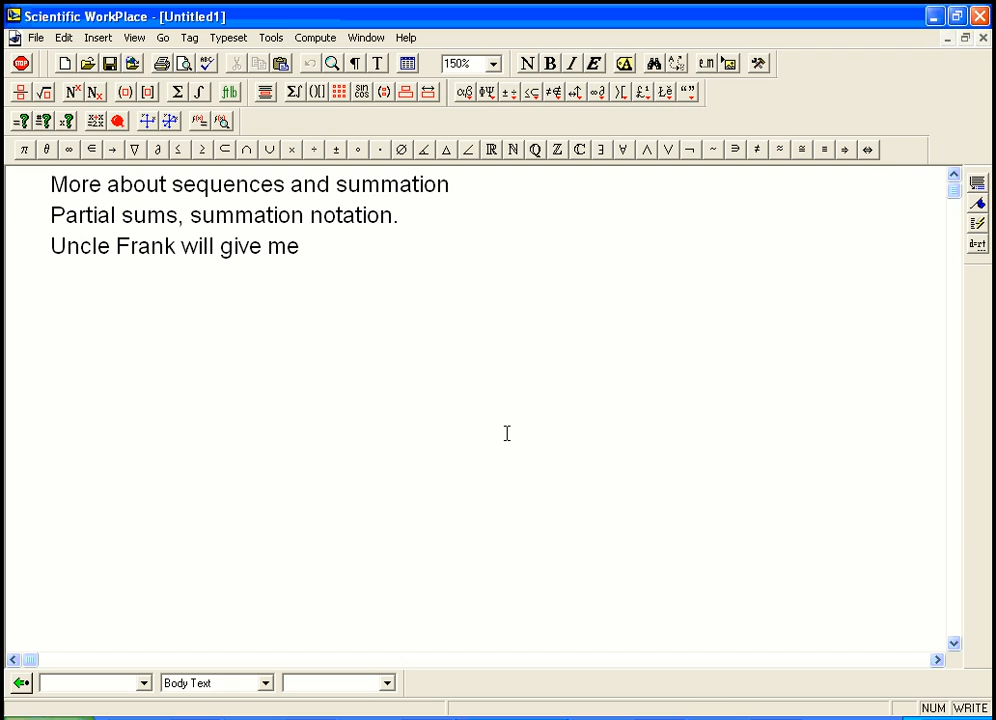 Scientific WorkPlace - [Untitled1]
File Edit Insert View Go Tag Typeset Tools Compute Window Help
150% N B I E
π θ ∞ ∈ → ∇ ∂ ≤ ≥ ⊂ ∩ ∪ × ÷ ± ∘ · ∅ ∡ △ ∠ ℝ ℕ ℚ ℤ ℂ ∃ ∀ ∧ ∨ ¬ ~ ∋ ≠ ≈ ≅ ≡ ⇒ ⇔
More about sequences and summation
Partial sums, summation notation.
Uncle Frank will give me
Body Text
NUM WRITE